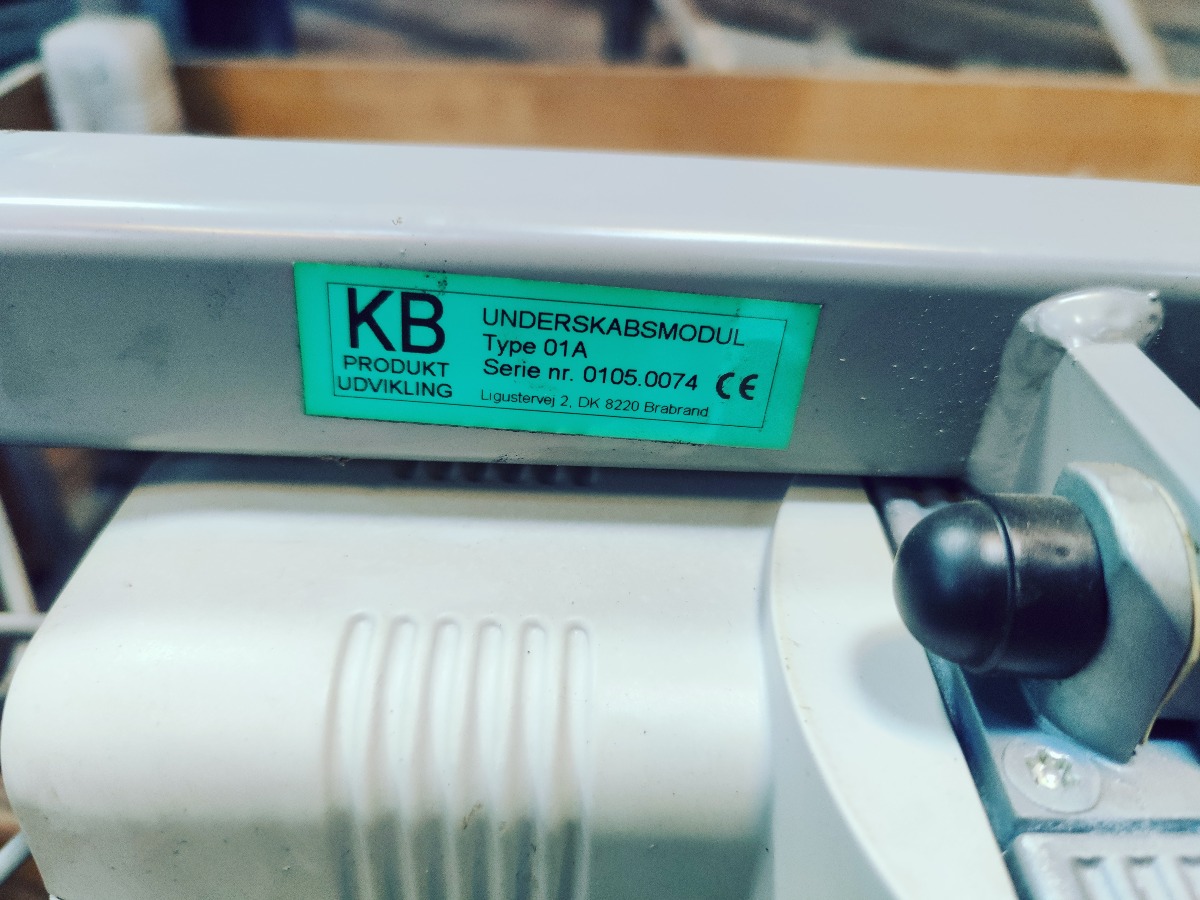 KB
PRODUKT
UDVIKLING
UNDERSKABSMODUL
Type 01A
Serie nr. 0105.0074 CE
Ligustervej 2, DK 8220 Brabrand